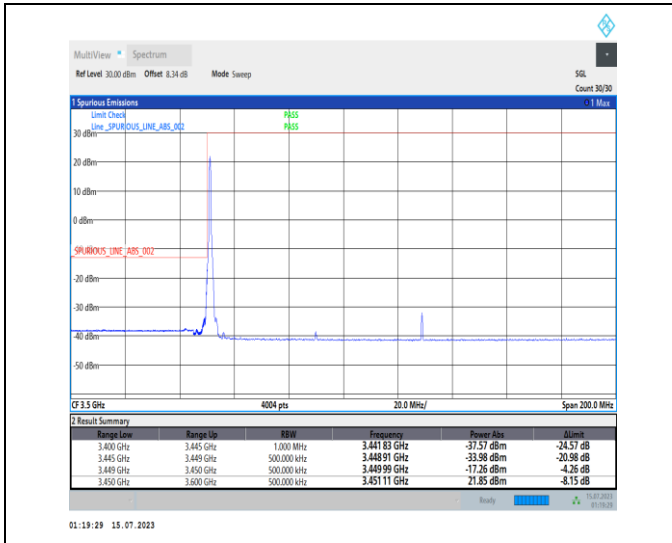 MultiView Spectrum
Ref Level 30.00 dBm Offset 8.34 dB Mode Sweep SGL
Count 30/30
1 Spurious Emissions 1 Max
Limit Check PASS
Line _SPURIOUS_LINE_ABS_002 PASS
30 dBm
20 dBm
10 dBm
0 dBm
_SPURIOUS_LINE_ABS_002
-20 dBm
-30 dBm
-40 dBm
-50 dBm
CF 3.5 GHz 4004 pts 20.0 MHz/ Span 200.0 MHz
2 Result Summary
Range Low Range Up RBW Frequency Power Abs ΔLimit
3.400 GHz 3.445 GHz 1.000 MHz 3.441 83 GHz -37.57 dBm -24.57 dB
3.445 GHz 3.449 GHz 500.000 kHz 3.448 91 GHz -33.98 dBm -20.98 dB
3.449 GHz 3.450 GHz 500.000 kHz 3.449 99 GHz -17.26 dBm -4.26 dB
3.450 GHz 3.600 GHz 500.000 kHz 3.451 11 GHz 21.85 dBm -8.15 dB
Ready 15.07.2023
01:19:29
01:19:29 15.07.2023